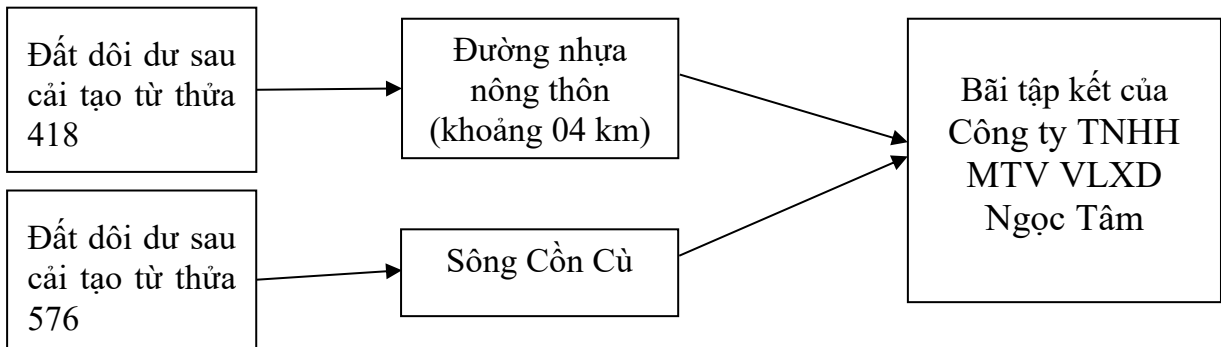 Đất dôi dư sau
cải tạo từ thửa
418
Đường nhựa
nông thôn
(khoảng 04 km)
Bãi tập kết của
Công ty TNHH
MTV VLXD
Ngọc Tâm
Đất dôi dư sau
cải tạo từ thửa
576
Sông Cồn Cù